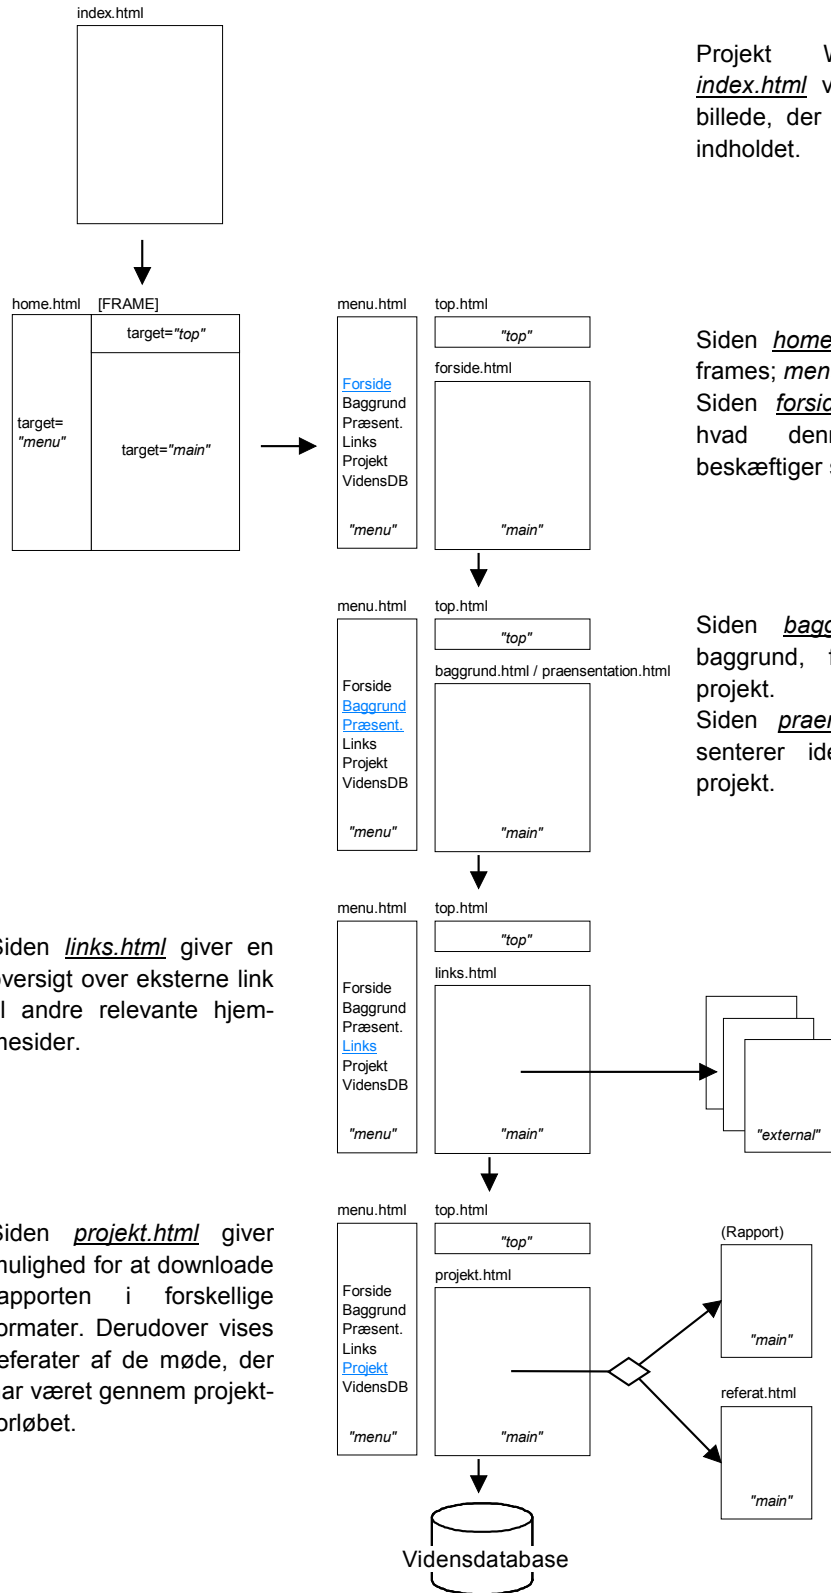 index.html
Projekt
index.html
billede, der
indholdet.
home.html [FRAME]
target="top"
target=
"menu"
target="main"
menu.html top.html
"top"
forside.html
Forside
Baggrund
Præsent.
Links
Projekt
VidensDB
"menu"
"main"
Siden home
frames;
Siden
hvad
beskæftiger
menu.html top.html
"top"
baggrund.html / praensentation.html
Forside
Baggrund
Præsent.
Links
Projekt
VidensDB
"menu"
"main"
Siden
baggrund,
projekt.
Siden
senterer
projekt.
Siden links.html giver en
oversigt over eksterne link
andre relevante hjem-
mesider.
menu.html top.html
"top"
links.html
Forside
Baggrund
Præsent.
Links
Projekt
VidensDB
"menu"
"main"
"external"
Siden projekt.html giver
mulighed for at downloade
rapporten i forskellige
formater. Derudover vises
referater af de møde, der
har været gennem projekt-
forløbet.
menu.html top.html
"top"
projekt.html
Forside
Baggrund
Præsent.
Links
Projekt
VidensDB
"menu"
"main"
(Rapport)
"main"
referat.html
"main"
Vidensdatabase